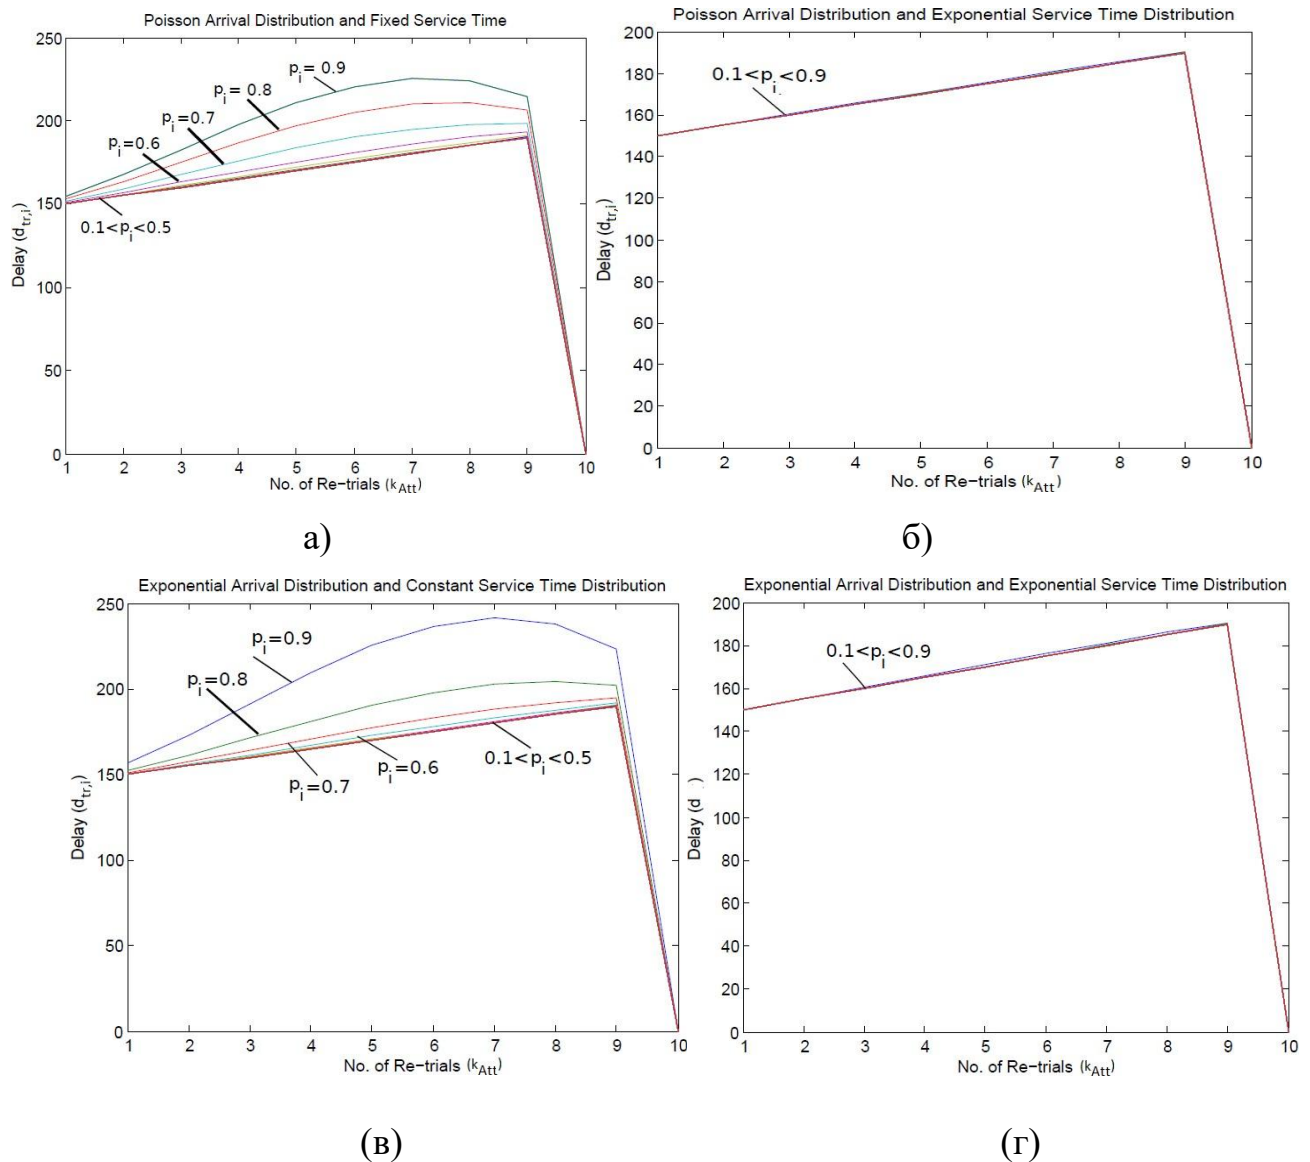 Poisson Arrival Distribution and Fixed Service Time
250
200
150
100
50
0
1 2 3 4 5 6 7 8 9 10
Delay (d_tr,i)
No. of Re−trials (k_Att)
p_i= 0.9
p_i= 0.8
p_i=0.7
p_i=0.6
0.1<p_i<0.5
а)
Poisson Arrival Distribution and Exponential Service Time Distribution
200
180
160
140
120
100
80
60
40
20
0
1 2 3 4 5 6 7 8 9 10
Delay (d_tr,i)
No. of Re−trials (k_Att)
0.1<p_i<0.9
б)
Exponential Arrival Distribution and Constant Service Time Distribution
250
200
150
100
50
0
1 2 3 4 5 6 7 8 9 10
Delay (d_tr,i)
No. of Re−trials (k_Att)
p_i=0.9
p_i=0.8
p_i=0.7
p_i=0.6
0.1<p_i<0.5
(в)
Exponential Arrival Distribution and Exponential Service Time Distribution
200
180
160
140
120
100
80
60
40
20
0
1 2 3 4 5 6 7 8 9 10
Delay (d )
No. of Re−trials (k_Att)
0.1<p_i<0.9
(г)